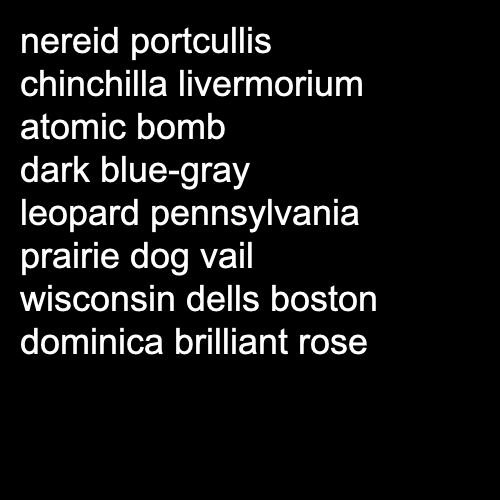 nereid portcullis
chinchilla livermorium
atomic bomb
dark blue-gray
leopard pennsylvania
prairie dog vail
wisconsin dells boston
dominica brilliant rose